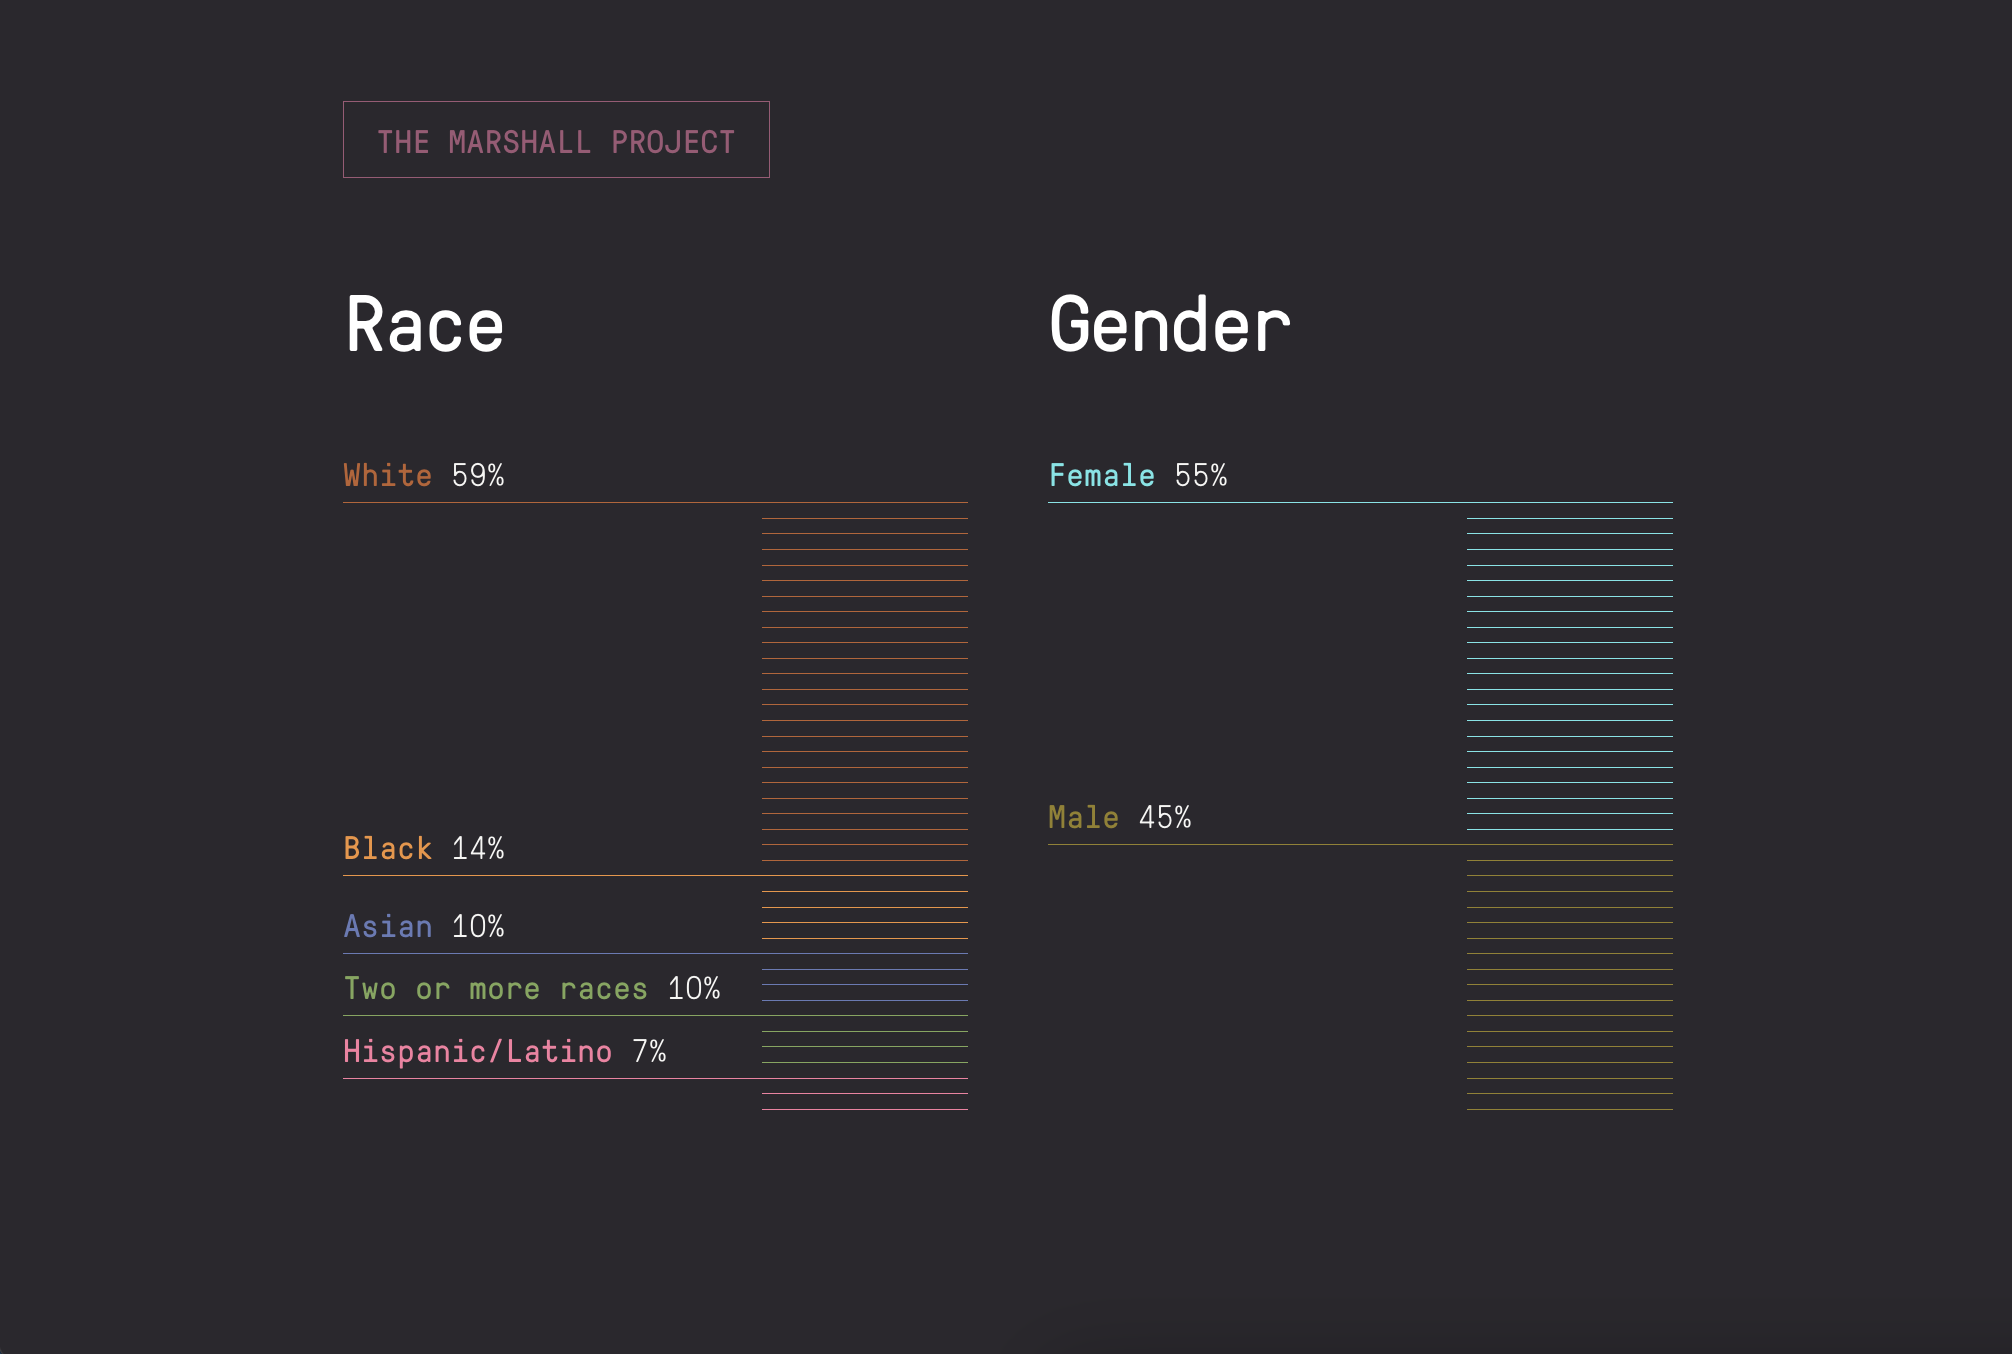 THE MARSHALL PROJECT
Race
White 59%
Black 14%
Asian 10%
Two or more races 10%
Hispanic/Latino 7%
Gender
Female 55%
Male 45%